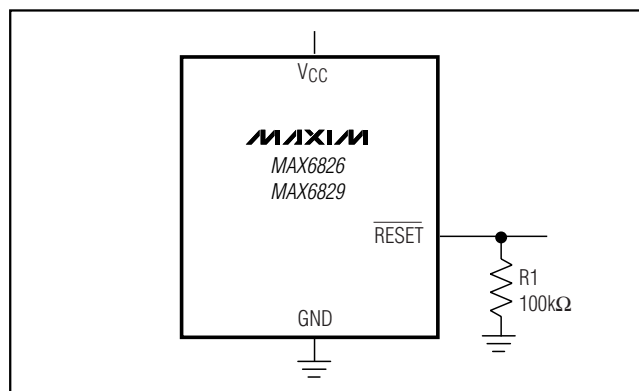 VCC
MAXIM
MAX6826
MAX6829
RESET
R1
100kΩ
GND